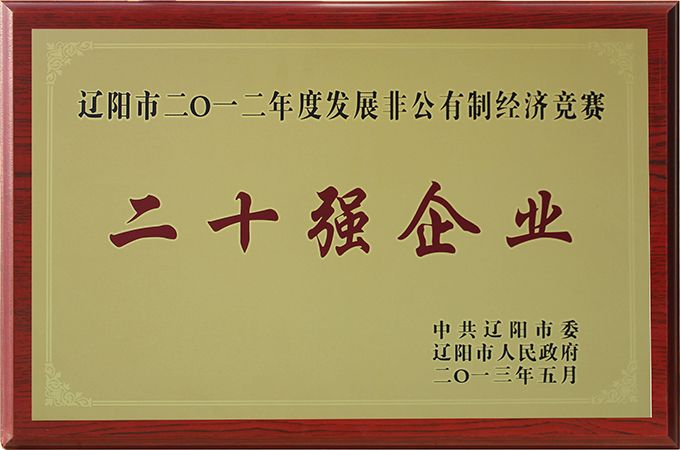 辽阳市二〇一二年度发展非公有制经济竞赛
二十强企业
中共辽阳市委
辽阳市人民政府
二〇一三年五月